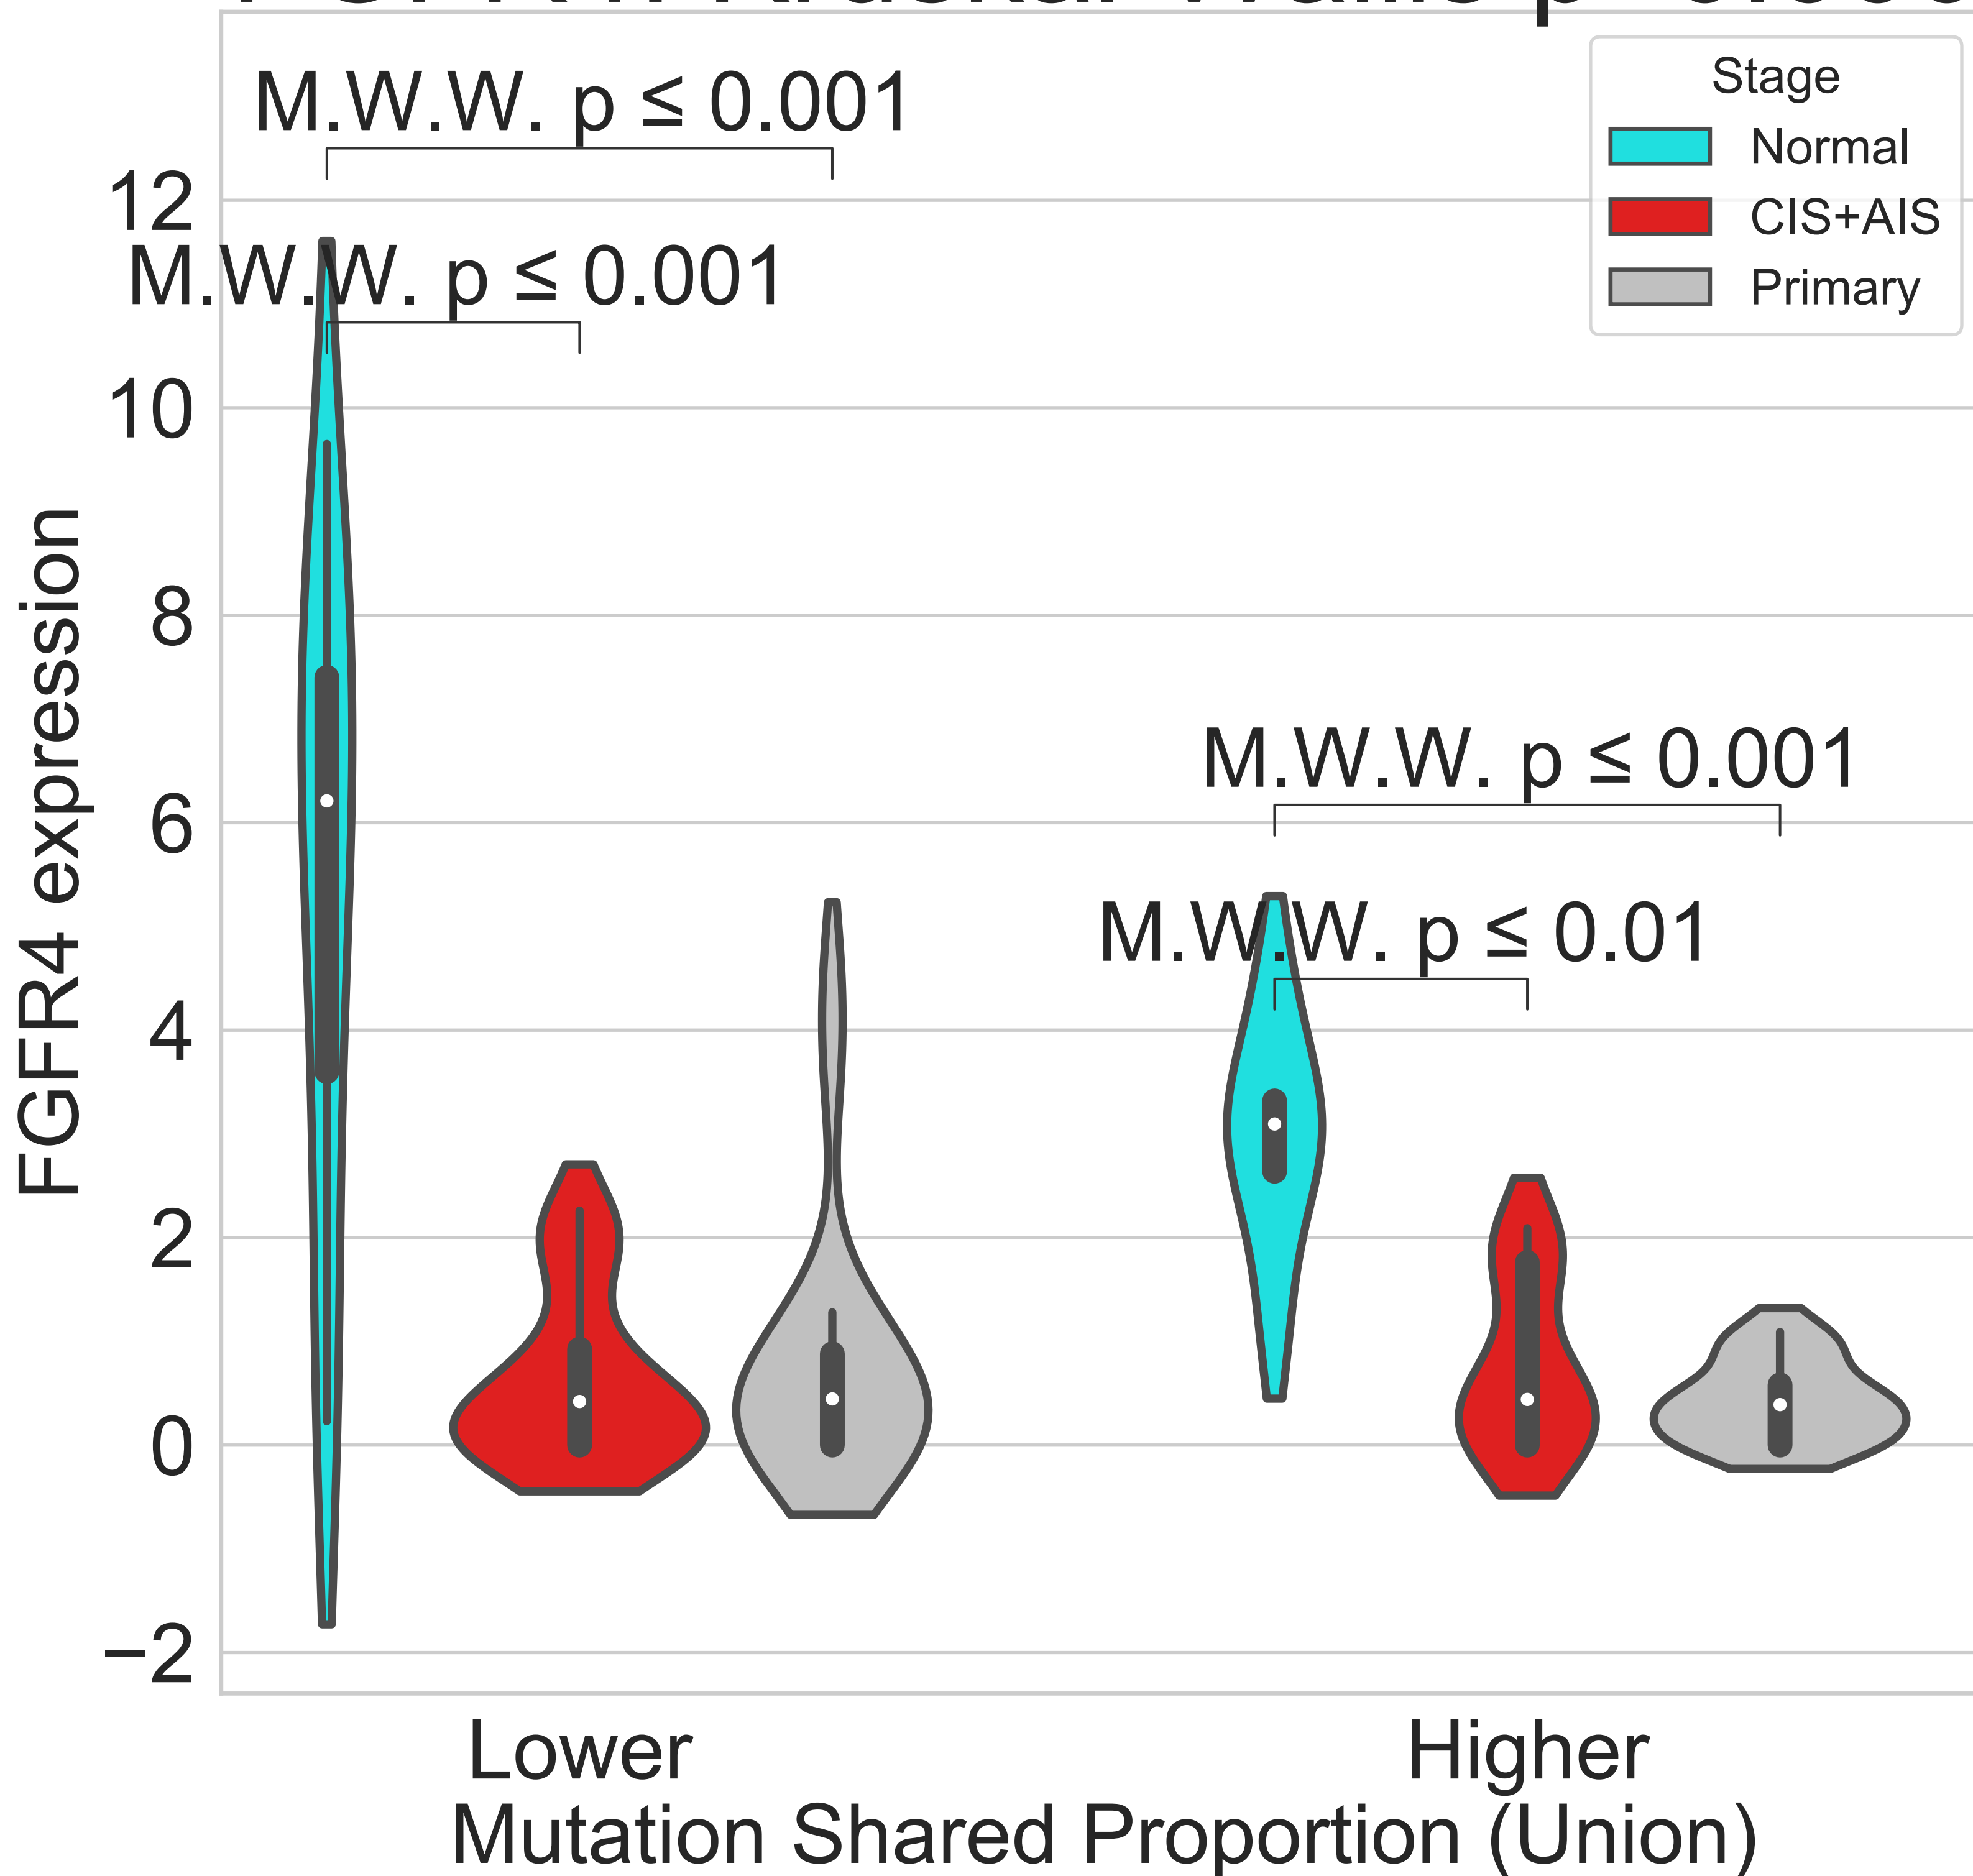 M.W.W. p ≤ 0.001
Stage
Normal
CIS+AIS
Primary
12
M.W.W. p ≤ 0.001
10
8
M.W.W. p ≤ 0.001
6
M.W.W. p ≤ 0.01
4
2
0
−2
FGFR4 expression
Lower
Higher
Mutation Shared Proportion (Union)